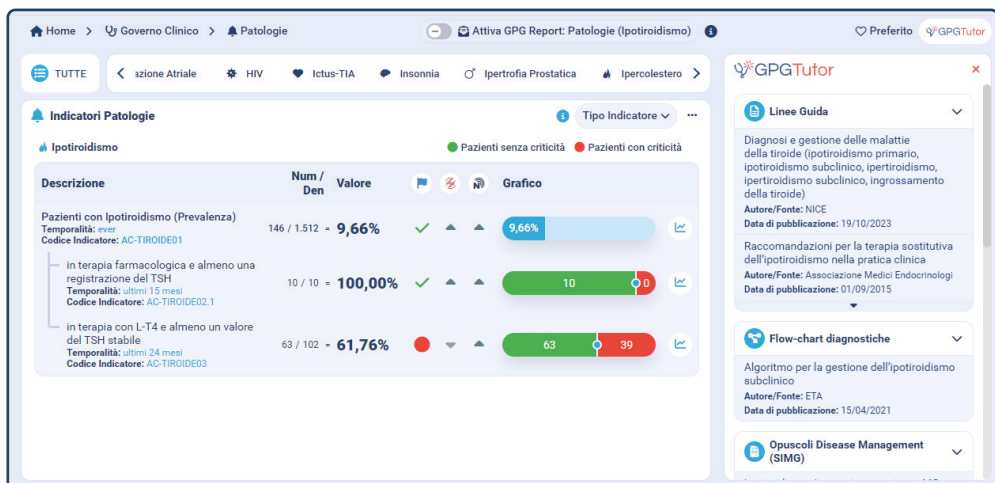 Home > Governo Clinico > Patologie
Attiva GPG Report: Patologie (Ipotiroidismo)
Preferito
GPGTutor
TUTTE
azione Atriale
HIV
Ictus-TIA
Insonnia
Ipertrofia Prostatica
Ipercolestero
Indicatori Patologie
Tipo Indicatore
Ipotiroidismo
Pazienti senza criticità
Pazienti con criticità
Descrizione
Num / Den
Valore
N
Grafico
Pazienti con Ipotiroidismo (Prevalenza)
Temporalità: ever
Codice Indicatore: AC-TIROIDE01
146 / 1.512 = 9,66%
9,66%
in terapia farmacologica e almeno una
registrazione del TSH
Temporalità: ultimi 15 mesi
Codice Indicatore: AC-TIROIDE02.1
10 / 10 = 100,00%
10
0
in terapia con L-T4 e almeno un valore
del TSH stabile
Temporalità: ultimi 24 mesi
Codice Indicatore: AC-TIROIDE03
63 / 102 = 61,76%
63
39
GPGTutor
Linee Guida
Diagnosi e gestione delle malattie
della tiroide (ipotiroidismo primario,
ipotiroidismo subclinico, ipertiroidismo,
ipertiroidismo subclinico, ingrossamento
della tiroide)
Autore/Fonte: NICE
Data di pubblicazione: 19/10/2023
Raccomandazioni per la terapia sostitutiva
dell'ipotiroidismo nella pratica clinica
Autore/Fonte: Associazione Medici Endocrinologi
Data di pubblicazione: 01/09/2015
Flow-chart diagnostiche
Algoritmo per la gestione dell'ipotiroidismo
subclinico
Autore/Fonte: ETA
Data di pubblicazione: 15/04/2021
Opuscoli Disease Management
(SIMG)